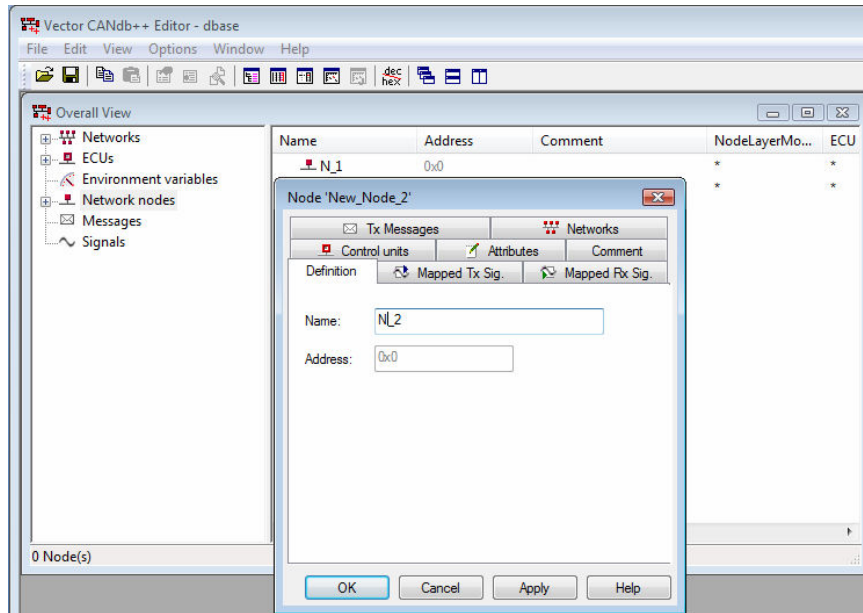 Vector CANdb++ Editor - dbase
File Edit View Options Window Help
dec
hex
Overall View
Networks
ECUs
Environment variables
Network nodes
Messages
Signals
Name Address Comment NodeLayerMo... ECU
N_1 0x0 * *
* *
Node 'New_Node_2'
Tx Messages Networks
Control units Attributes Comment
Definition Mapped Tx Sig. Mapped Rx Sig.
Name: N_2
Address: 0x0
0 Node(s)
OK Cancel Apply Help